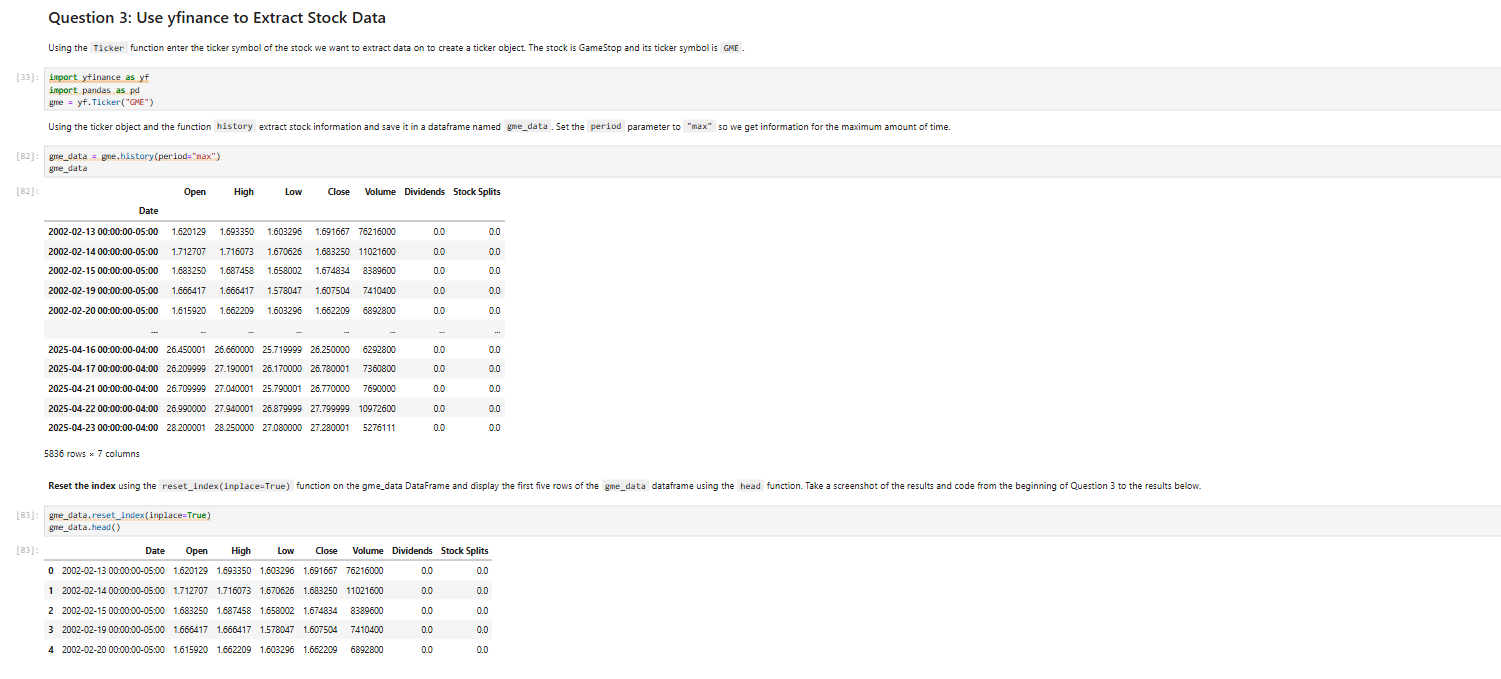 Question 3: Use yfinance to Extract Stock Data
Using the Ticker function enter the ticker symbol of the stock we want to extract data on to create a ticker object. The stock is GameStop and its ticker symbol is GME .
[33]: import yfinance as yf
import pandas as pd
gme = yf.Ticker("GME")
Using the ticker object and the function history extract stock information and save it in a dataframe named gme_data . Set the period parameter to "max" so we get information for the maximum amount of time.
[82]: gme_data = gme.history(period="max")
gme_data
[82]: Open High Low Close Volume Dividends Stock Splits
Date
2002-02-13 00:00:00-05:00 1.620129 1.693350 1.603296 1.691667 76216000 0.0 0.0
2002-02-14 00:00:00-05:00 1.712707 1.716073 1.670626 1.683250 11021600 0.0 0.0
2002-02-15 00:00:00-05:00 1.683250 1.687458 1.658002 1.674834 8389600 0.0 0.0
2002-02-19 00:00:00-05:00 1.666417 1.666417 1.578047 1.607504 7410400 0.0 0.0
2002-02-20 00:00:00-05:00 1.615920 1.662209 1.603296 1.662209 6892800 0.0 0.0
... ... ... ... ... ... ... ...
2025-04-16 00:00:00-04:00 26.450001 26.660000 25.719999 26.250000 6292800 0.0 0.0
2025-04-17 00:00:00-04:00 26.209999 27.190001 26.170000 26.780001 7360800 0.0 0.0
2025-04-21 00:00:00-04:00 26.709999 27.040001 25.790001 26.770000 7690000 0.0 0.0
2025-04-22 00:00:00-04:00 26.990000 27.940001 26.879999 27.799999 10972600 0.0 0.0
2025-04-23 00:00:00-04:00 28.200001 28.250000 27.080000 27.280001 5276111 0.0 0.0
5836 rows × 7 columns
Reset the index using the reset_index(inplace=True) function on the gme_data DataFrame and display the first five rows of the gme_data dataframe using the head function. Take a screenshot of the results and code from the beginning of Question 3 to the results below.
[83]: gme_data.reset_index(inplace=True)
gme_data.head()
[83]: Date Open High Low Close Volume Dividends Stock Splits
0 2002-02-13 00:00:00-05:00 1.620129 1.693350 1.603296 1.691667 76216000 0.0 0.0
1 2002-02-14 00:00:00-05:00 1.712707 1.716073 1.670626 1.683250 11021600 0.0 0.0
2 2002-02-15 00:00:00-05:00 1.683250 1.687458 1.658002 1.674834 8389600 0.0 0.0
3 2002-02-19 00:00:00-05:00 1.666417 1.666417 1.578047 1.607504 7410400 0.0 0.0
4 2002-02-20 00:00:00-05:00 1.615920 1.662209 1.603296 1.662209 6892800 0.0 0.0